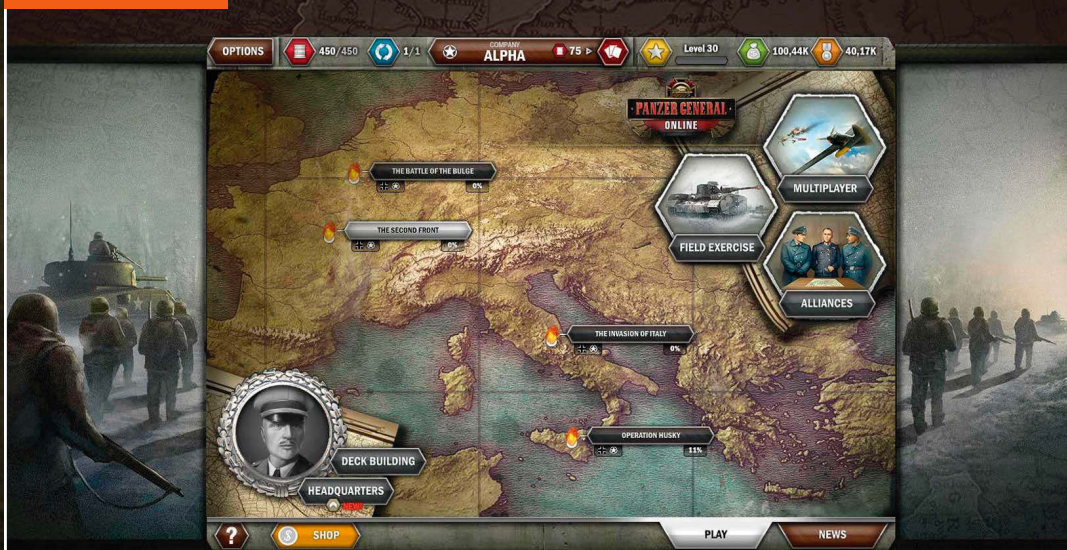 OPTIONS
450/450
1/1
COMPANY
ALPHA
75
Level 30
100,44K
40,17K
PANZER GENERAL
ONLINE
THE BATTLE OF THE BULGE
0%
MULTIPLAYER
THE SECOND FRONT
0%
FIELD EXERCISE
ALLIANCES
THE INVASION OF ITALY
0%
OPERATION HUSKY
11%
DECK BUILDING
HEADQUARTERS
NEW!
?
$
SHOP
PLAY
NEWS